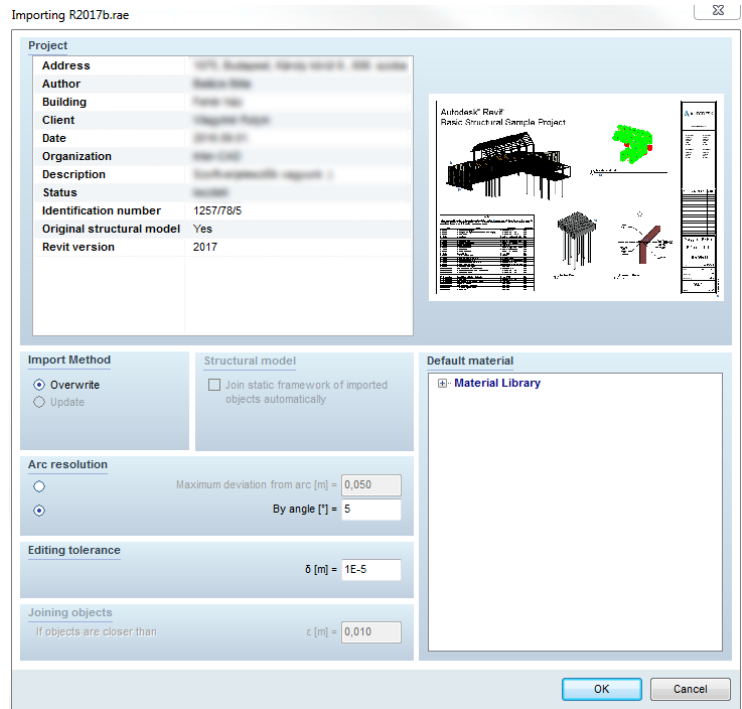 Importing R2017b.rae
Project
Address
Author
Building
Client
Date
Organization
Description
Status
Identification number 1257/78/5
Original structural model Yes
Revit version 2017
Autodesk® Revit®
Basic Structural Sample Project
Import Method
Overwrite
Update
Structural model
Join static framework of imported
objects automatically
Default material
Material Library
Arc resolution
Maximum deviation from arc [m] = 0,050
By angle [°] = 5
Editing tolerance
δ [m] = 1E-5
Joining objects
If objects are closer than ε [m] = 0,010
OK Cancel